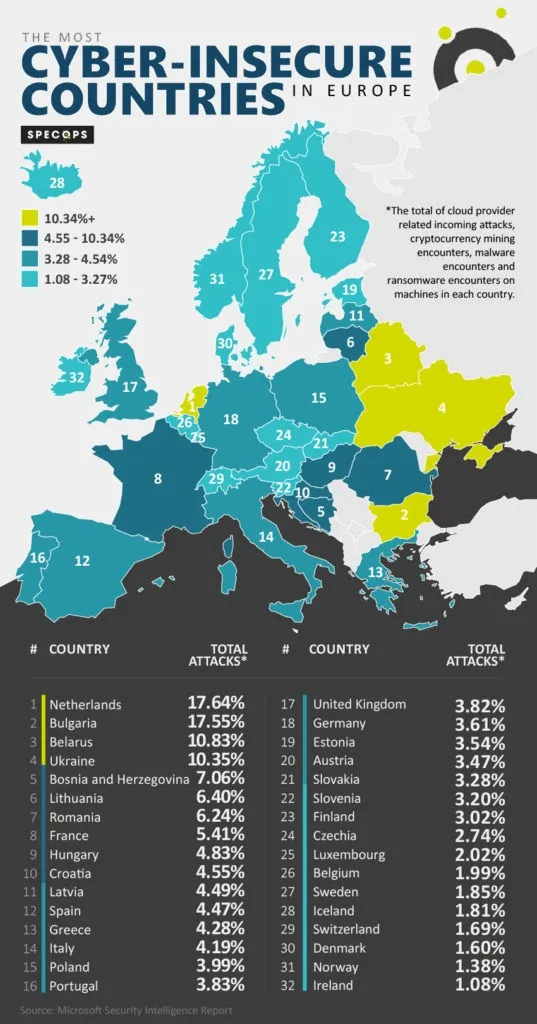 THE MOST
CYBER-INSECURE
COUNTRIES IN EUROPE
SPECOPS
28
10.34%+
4.55 - 10.34%
3.28 - 4.54%
1.08 - 3.27%
*The total of cloud provider
related incoming attacks,
cryptocurrency mining
encounters, malware
encounters and
ransomware encounters on
machines in each country.
23
27
31
19
11
30
6
3
32
17
1
15
4
26
18
25
24
21
20
9
7
8
29
22
10
5
2
14
16
12
13
# COUNTRY TOTAL
ATTACKS*
1 Netherlands 17.64%
2 Bulgaria 17.55%
3 Belarus 10.83%
4 Ukraine 10.35%
5 Bosnia and Herzegovina 7.06%
6 Lithuania 6.40%
7 Romania 6.24%
8 France 5.41%
9 Hungary 4.83%
10 Croatia 4.55%
11 Latvia 4.49%
12 Spain 4.47%
13 Greece 4.28%
14 Italy 4.19%
15 Poland 3.99%
16 Portugal 3.83%
# COUNTRY TOTAL
ATTACKS*
17 United Kingdom 3.82%
18 Germany 3.61%
19 Estonia 3.54%
20 Austria 3.47%
21 Slovakia 3.28%
22 Slovenia 3.20%
23 Finland 3.02%
24 Czechia 2.74%
25 Luxembourg 2.02%
26 Belgium 1.99%
27 Sweden 1.85%
28 Iceland 1.81%
29 Switzerland 1.69%
30 Denmark 1.60%
31 Norway 1.38%
32 Ireland 1.08%
Source: Microsoft Security Intelligence Report